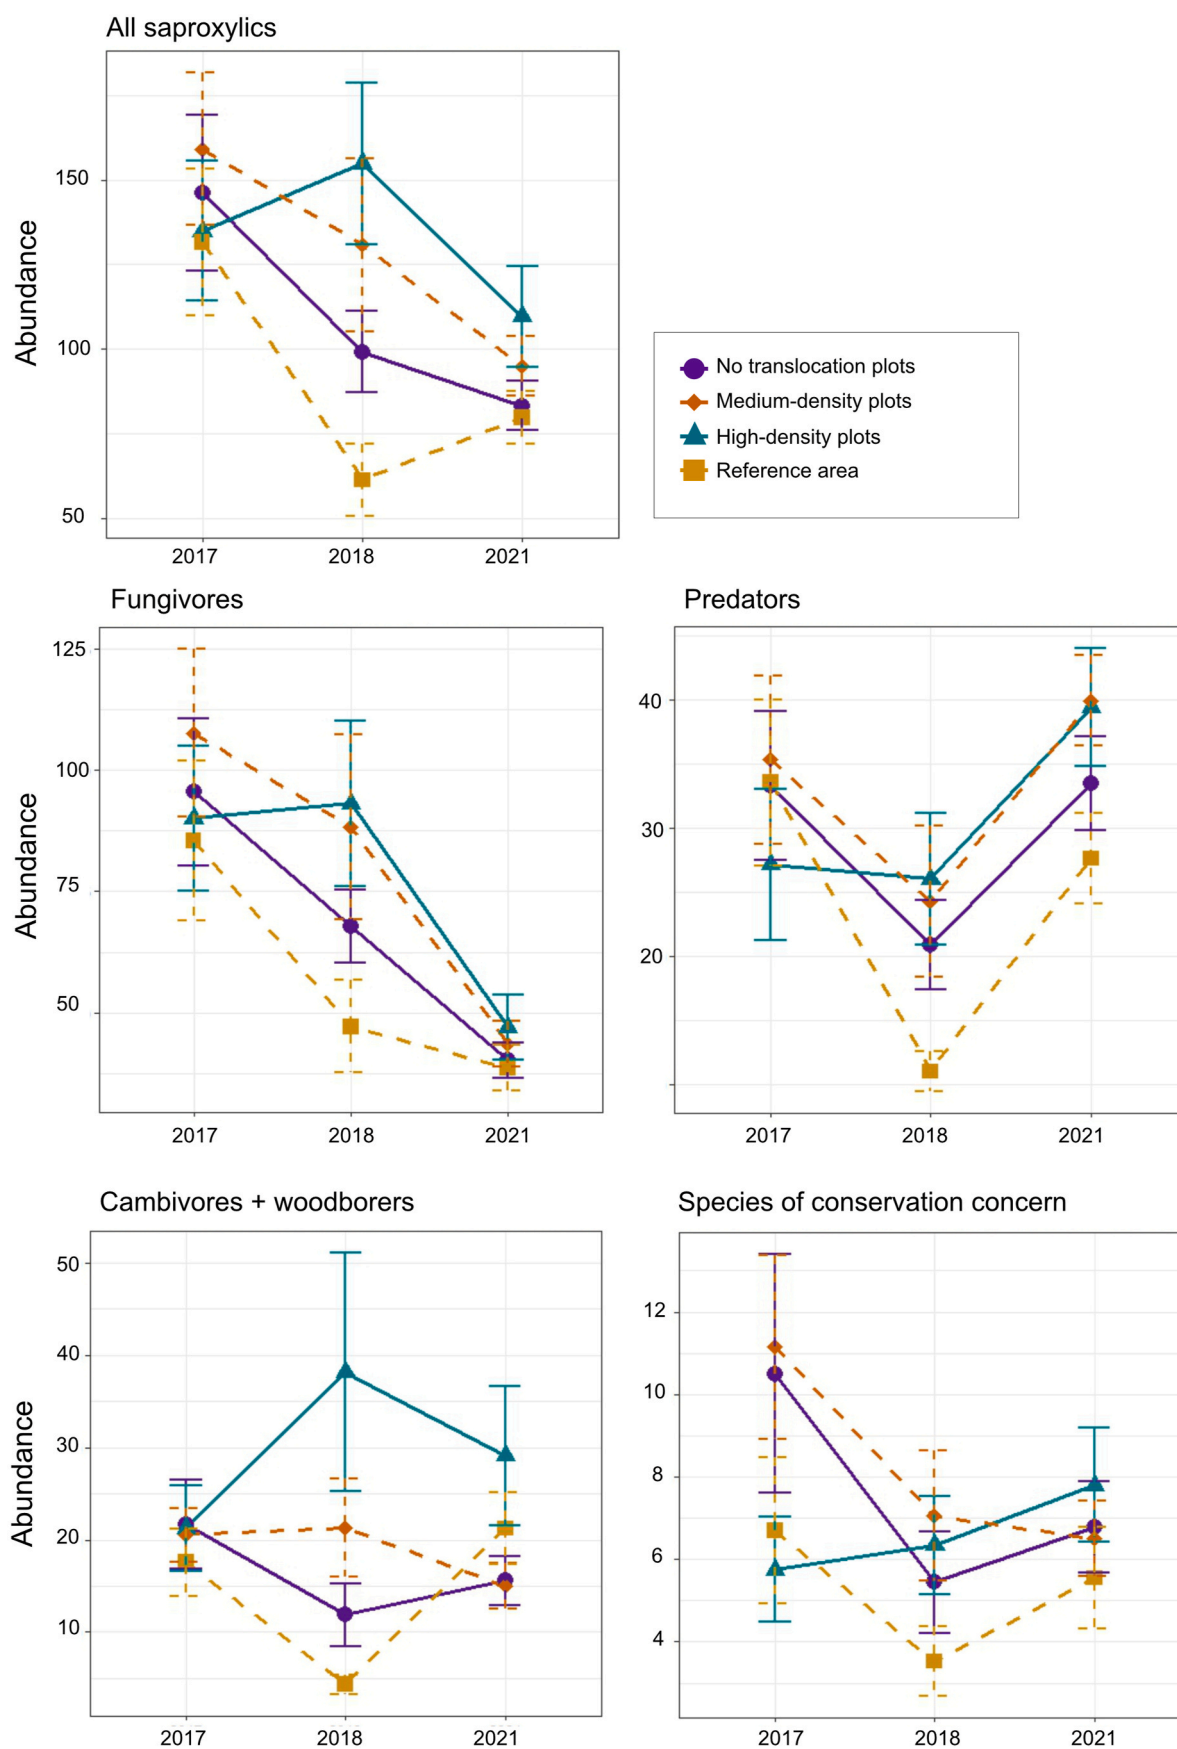 All saproxylics
Abundance
150
100
50
2017 2018 2021
No translocation plots
Medium-density plots
High-density plots
Reference area
Fungivores
Abundance
125
100
75
50
2017 2018 2021
Predators
40
30
20
2017 2018 2021
Cambivores + woodborers
Abundance
50
40
30
20
10
2017 2018 2021
Species of conservation concern
12
10
8
6
4
2017 2018 2021